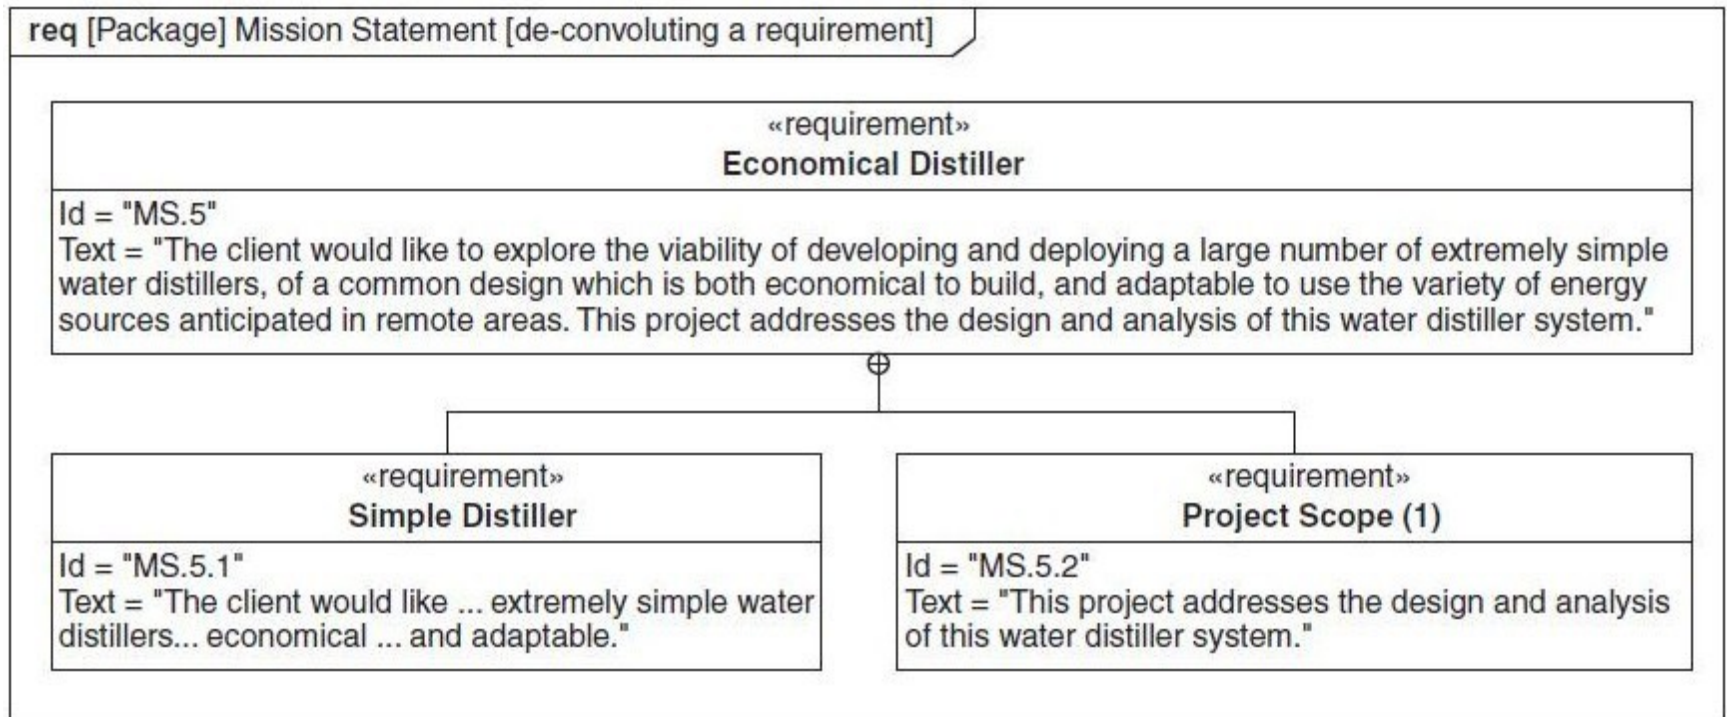 req [Package] Mission Statement [de-convoluting a requirement]
«requirement»
Economical Distiller
Id = "MS.5"
Text = "The client would like to explore the viability of developing and deploying a large number of extremely simple
water distillers, of a common design which is both economical to build, and adaptable to use the variety of energy
sources anticipated in remote areas. This project addresses the design and analysis of this water distiller system."
«requirement»
Simple Distiller
Id = "MS.5.1"
Text = "The client would like ... extremely simple water
distillers... economical ... and adaptable."
«requirement»
Project Scope (1)
Id = "MS.5.2"
Text = "This project addresses the design and analysis
of this water distiller system."